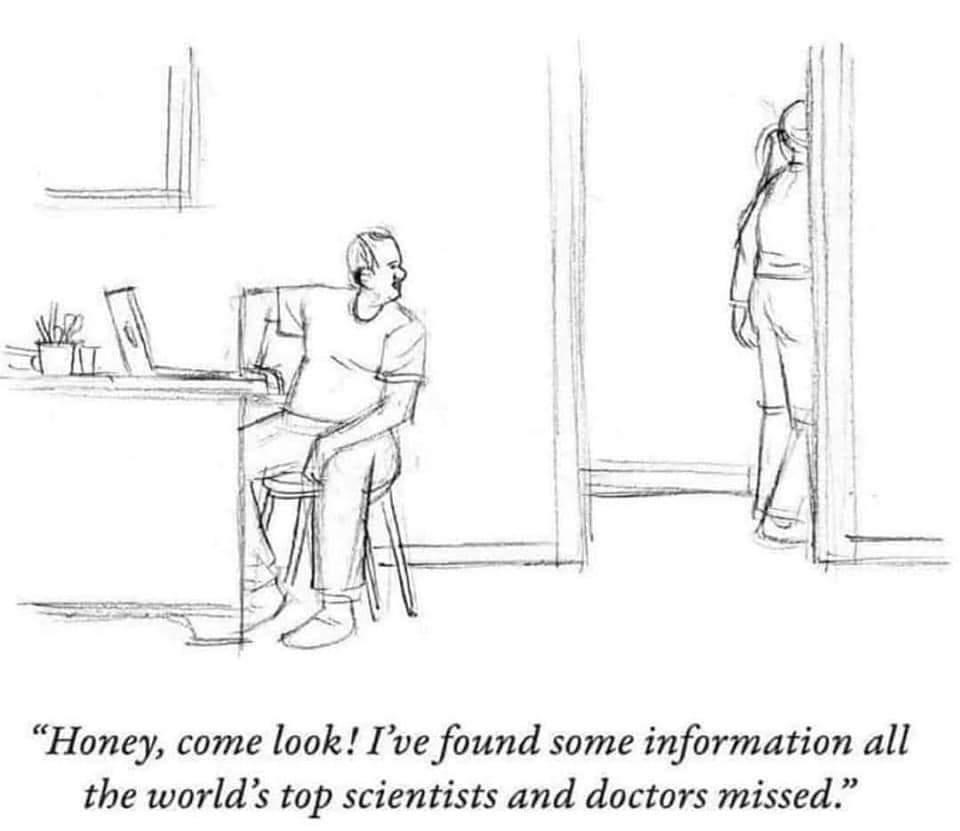 “Honey, come look! I’ve found some information all
the world’s top scientists and doctors missed.”